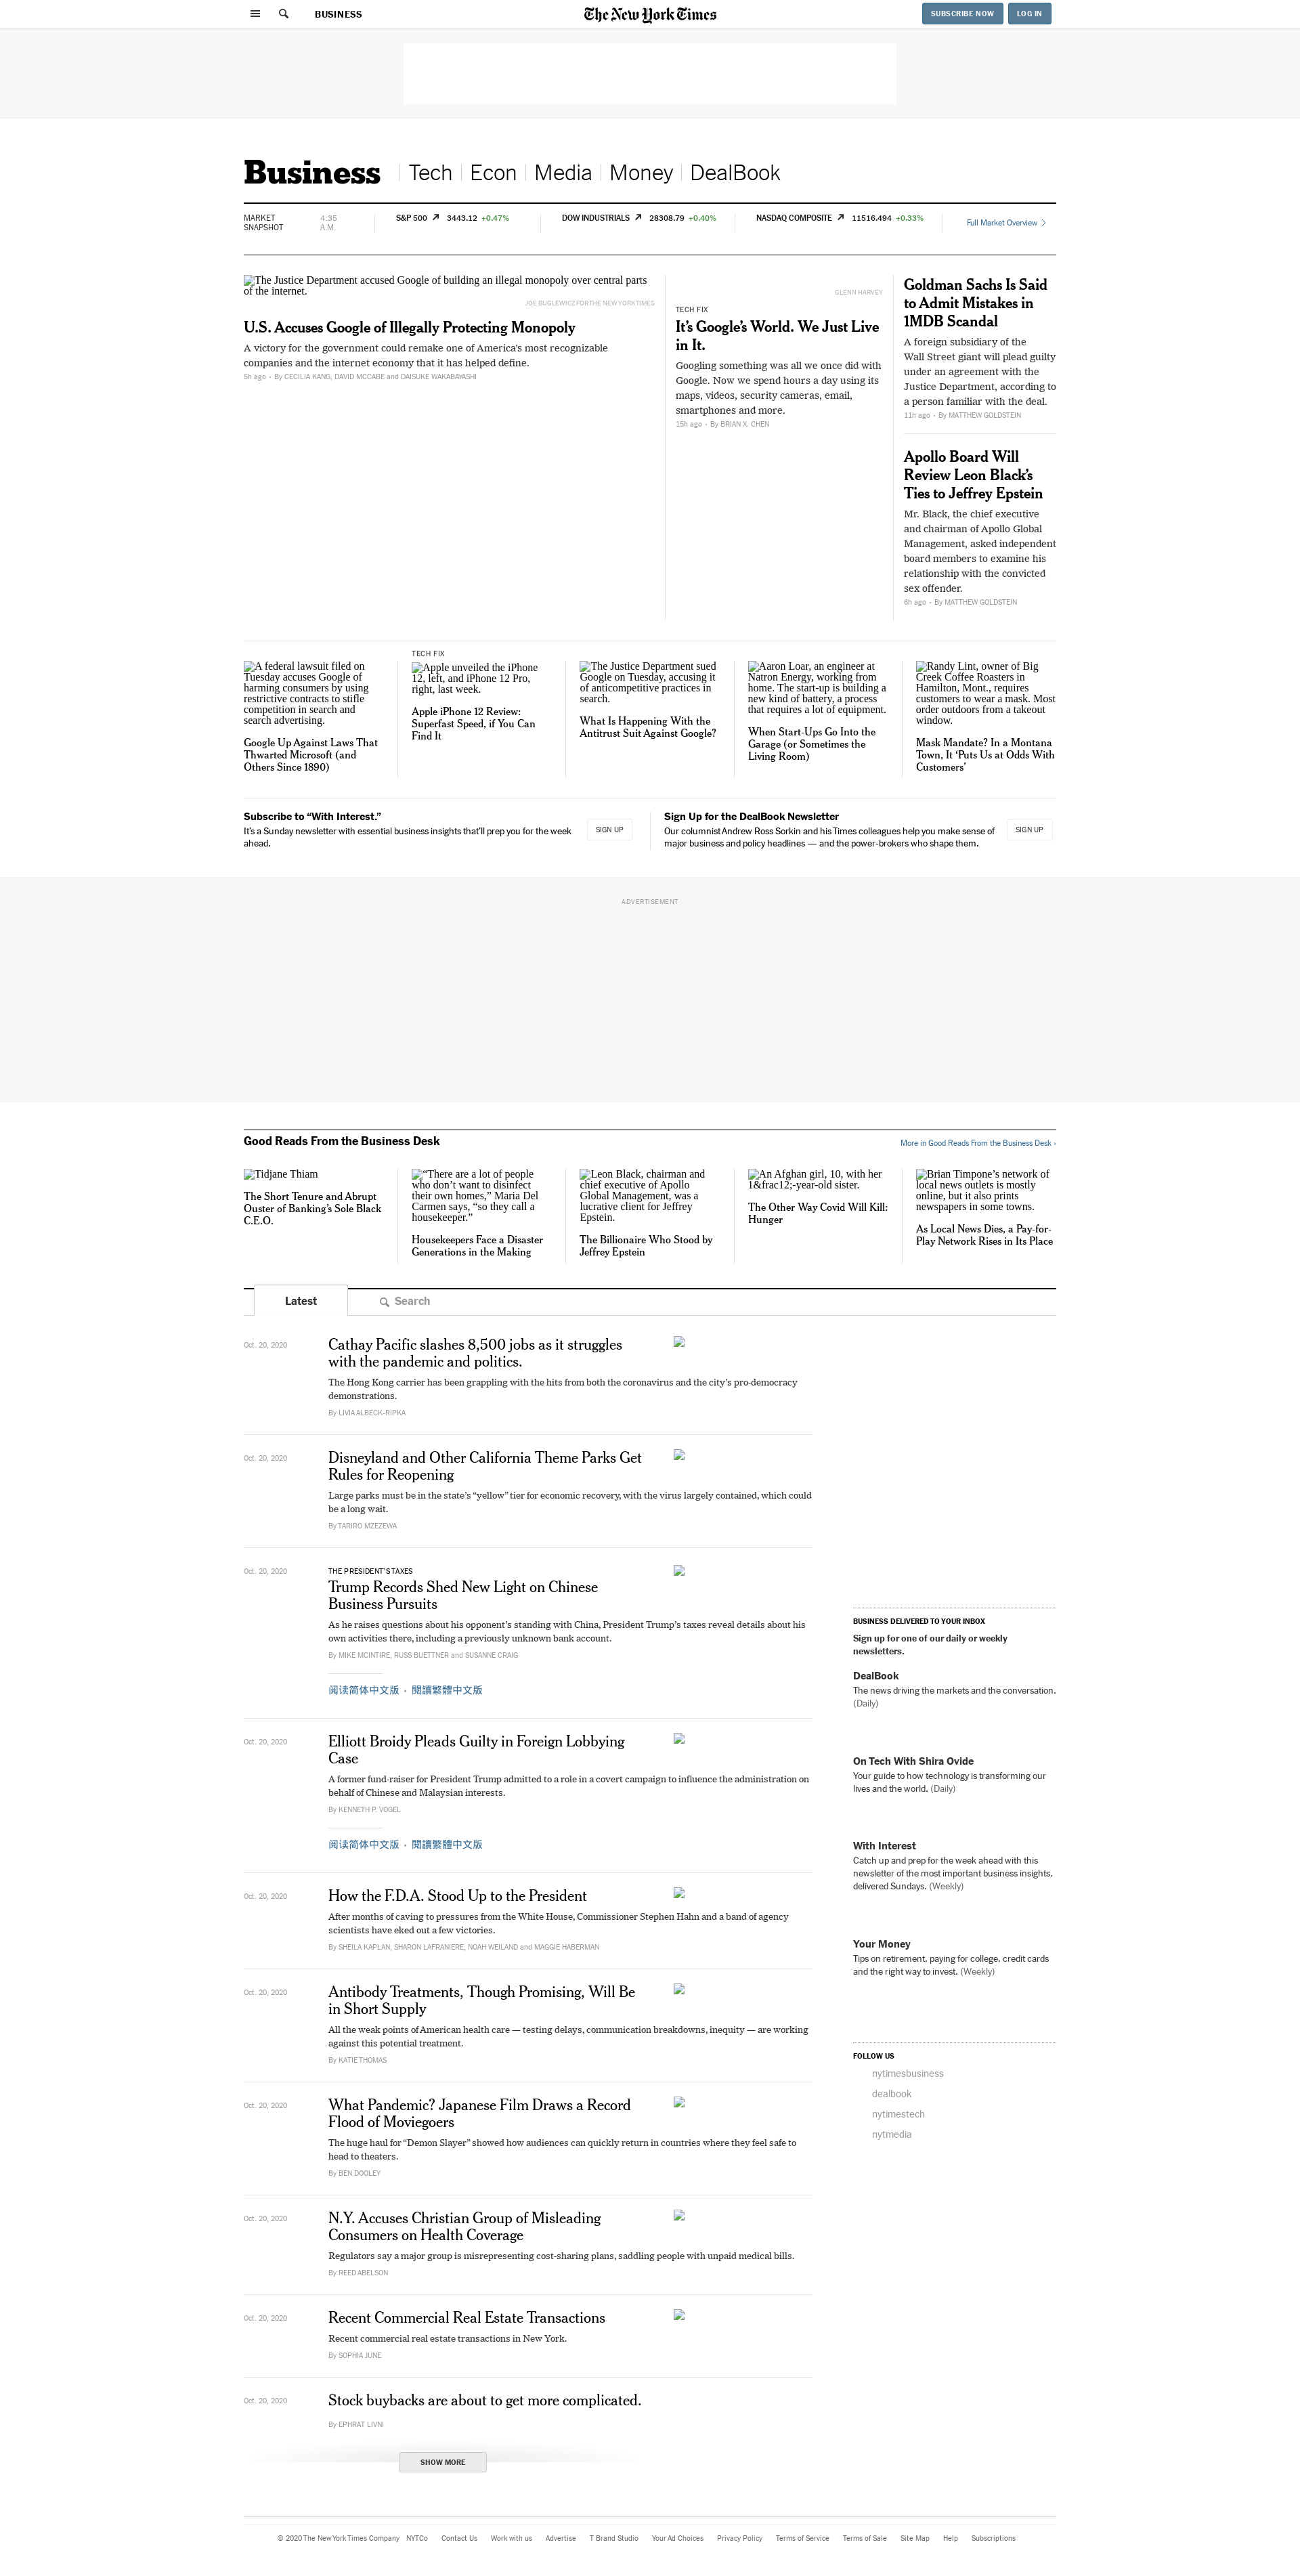 BUSINESS
The New York Times
SUBSCRIBE NOW
LOG IN
Business
Tech
Econ
Media
Money
DealBook
MARKET
SNAPSHOT
4:35
A.M.
S&P 500 3443.12 +0.47%
DOW INDUSTRIALS 28308.79 +0.40%
NASDAQ COMPOSITE 11516.494 +0.33%
Full Market Overview
The Justice Department accused Google of building an illegal monopoly over central parts
of the internet.
JOE BUGLEWICZ FOR THE NEW YORK TIMES
U.S. Accuses Google of Illegally Protecting Monopoly
A victory for the government could remake one of America's most recognizable
companies and the internet economy that it has helped define.
5h ago • By CECILIA KANG, DAVID MCCABE and DAISUKE WAKABAYASHI
GLENN HARVEY
TECH FIX
It's Google's World. We Just Live
in It.
Googling something was all we once did with
Google. Now we spend hours a day using its
maps, videos, security cameras, email,
smartphones and more.
15h ago • By BRIAN X. CHEN
Goldman Sachs Is Said
to Admit Mistakes in
1MDB Scandal
A foreign subsidiary of the
Wall Street giant will plead guilty
under an agreement with the
Justice Department, according to
a person familiar with the deal.
11h ago • By MATTHEW GOLDSTEIN
Apollo Board Will
Review Leon Black's
Ties to Jeffrey Epstein
Mr. Black, the chief executive
and chairman of Apollo Global
Management, asked independent
board members to examine his
relationship with the convicted
sex offender.
6h ago • By MATTHEW GOLDSTEIN
A federal lawsuit filed on
Tuesday accuses Google of
harming consumers by using
restrictive contracts to stifle
competition in search and
search advertising.
Google Up Against Laws That
Thwarted Microsoft (and
Others Since 1890)
TECH FIX
Apple unveiled the iPhone
12, left, and iPhone 12 Pro,
right, last week.
Apple iPhone 12 Review:
Superfast Speed, if You Can
Find It
The Justice Department sued
Google on Tuesday, accusing it
of anticompetitive practices in
search.
What Is Happening With the
Antitrust Suit Against Google?
Aaron Loar, an engineer at
Natron Energy, working from
home. The start-up is building a
new kind of battery, a process
that requires a lot of equipment.
When Start-Ups Go Into the
Garage (or Sometimes the
Living Room)
Randy Lint, owner of Big
Creek Coffee Roasters in
Hamilton, Mont., requires
customers to wear a mask. Most
order outdoors from a takeout
window.
Mask Mandate? In a Montana
Town, It 'Puts Us at Odds With
Customers'
Subscribe to “With Interest.”
It's a Sunday newsletter with essential business insights that'll prep you for the week
ahead.
SIGN UP
Sign Up for the DealBook Newsletter
Our columnist Andrew Ross Sorkin and his Times colleagues help you make sense of
major business and policy headlines — and the power-brokers who shape them.
SIGN UP
ADVERTISEMENT
Good Reads From the Business Desk
More in Good Reads From the Business Desk ›
Tidjane Thiam
The Short Tenure and Abrupt
Ouster of Banking's Sole Black
C.E.O.
“There are a lot of people
who don't want to disinfect
their own homes,” Maria Del
Carmen says, “so they call a
housekeeper.”
Housekeepers Face a Disaster
Generations in the Making
Leon Black, chairman and
chief executive of Apollo
Global Management, was a
lucrative client for Jeffrey
Epstein.
The Billionaire Who Stood by
Jeffrey Epstein
An Afghan girl, 10, with her
1&frac12;-year-old sister.
The Other Way Covid Will Kill:
Hunger
Brian Timpone's network of
local news outlets is mostly
online, but it also prints
newspapers in some towns.
As Local News Dies, a Pay-for-
Play Network Rises in Its Place
Latest
Search
Oct. 20, 2020
Cathay Pacific slashes 8,500 jobs as it struggles
with the pandemic and politics.
The Hong Kong carrier has been grappling with the hits from both the coronavirus and the city's pro-democracy
demonstrations.
By LIVIA ALBECK-RIPKA
Oct. 20, 2020
Disneyland and Other California Theme Parks Get
Rules for Reopening
Large parks must be in the state's “yellow” tier for economic recovery, with the virus largely contained, which could
be a long wait.
By TARIRO MZEZEWA
Oct. 20, 2020
THE PRESIDENT'S TAXES
Trump Records Shed New Light on Chinese
Business Pursuits
As he raises questions about his opponent's standing with China, President Trump's taxes reveal details about his
own activities there, including a previously unknown bank account.
By MIKE MCINTIRE, RUSS BUETTNER and SUSANNE CRAIG
阅读简体中文版 • 閱讀繁體中文版
Oct. 20, 2020
Elliott Broidy Pleads Guilty in Foreign Lobbying
Case
A former fund-raiser for President Trump admitted to a role in a covert campaign to influence the administration on
behalf of Chinese and Malaysian interests.
By KENNETH P. VOGEL
阅读简体中文版 • 閱讀繁體中文版
Oct. 20, 2020
How the F.D.A. Stood Up to the President
After months of caving to pressures from the White House, Commissioner Stephen Hahn and a band of agency
scientists have eked out a few victories.
By SHEILA KAPLAN, SHARON LAFRANIERE, NOAH WEILAND and MAGGIE HABERMAN
Oct. 20, 2020
Antibody Treatments, Though Promising, Will Be
in Short Supply
All the weak points of American health care — testing delays, communication breakdowns, inequity — are working
against this potential treatment.
By KATIE THOMAS
Oct. 20, 2020
What Pandemic? Japanese Film Draws a Record
Flood of Moviegoers
The huge haul for “Demon Slayer” showed how audiences can quickly return in countries where they feel safe to
head to theaters.
By BEN DOOLEY
Oct. 20, 2020
N.Y. Accuses Christian Group of Misleading
Consumers on Health Coverage
Regulators say a major group is misrepresenting cost-sharing plans, saddling people with unpaid medical bills.
By REED ABELSON
Oct. 20, 2020
Recent Commercial Real Estate Transactions
Recent commercial real estate transactions in New York.
By SOPHIA JUNE
Oct. 20, 2020
Stock buybacks are about to get more complicated.
By EPHRAT LIVNI
SHOW MORE
BUSINESS DELIVERED TO YOUR INBOX
Sign up for one of our daily or weekly
newsletters.
DealBook
The news driving the markets and the conversation.
(Daily)
On Tech With Shira Ovide
Your guide to how technology is transforming our
lives and the world. (Daily)
With Interest
Catch up and prep for the week ahead with this
newsletter of the most important business insights,
delivered Sundays. (Weekly)
Your Money
Tips on retirement, paying for college, credit cards
and the right way to invest. (Weekly)
FOLLOW US
nytimesbusiness
dealbook
nytimestech
nytmedia
© 2020 The New York Times Company NYTCo Contact Us Work with us Advertise T Brand Studio Your Ad Choices Privacy Policy Terms of Service Terms of Sale Site Map Help Subscriptions